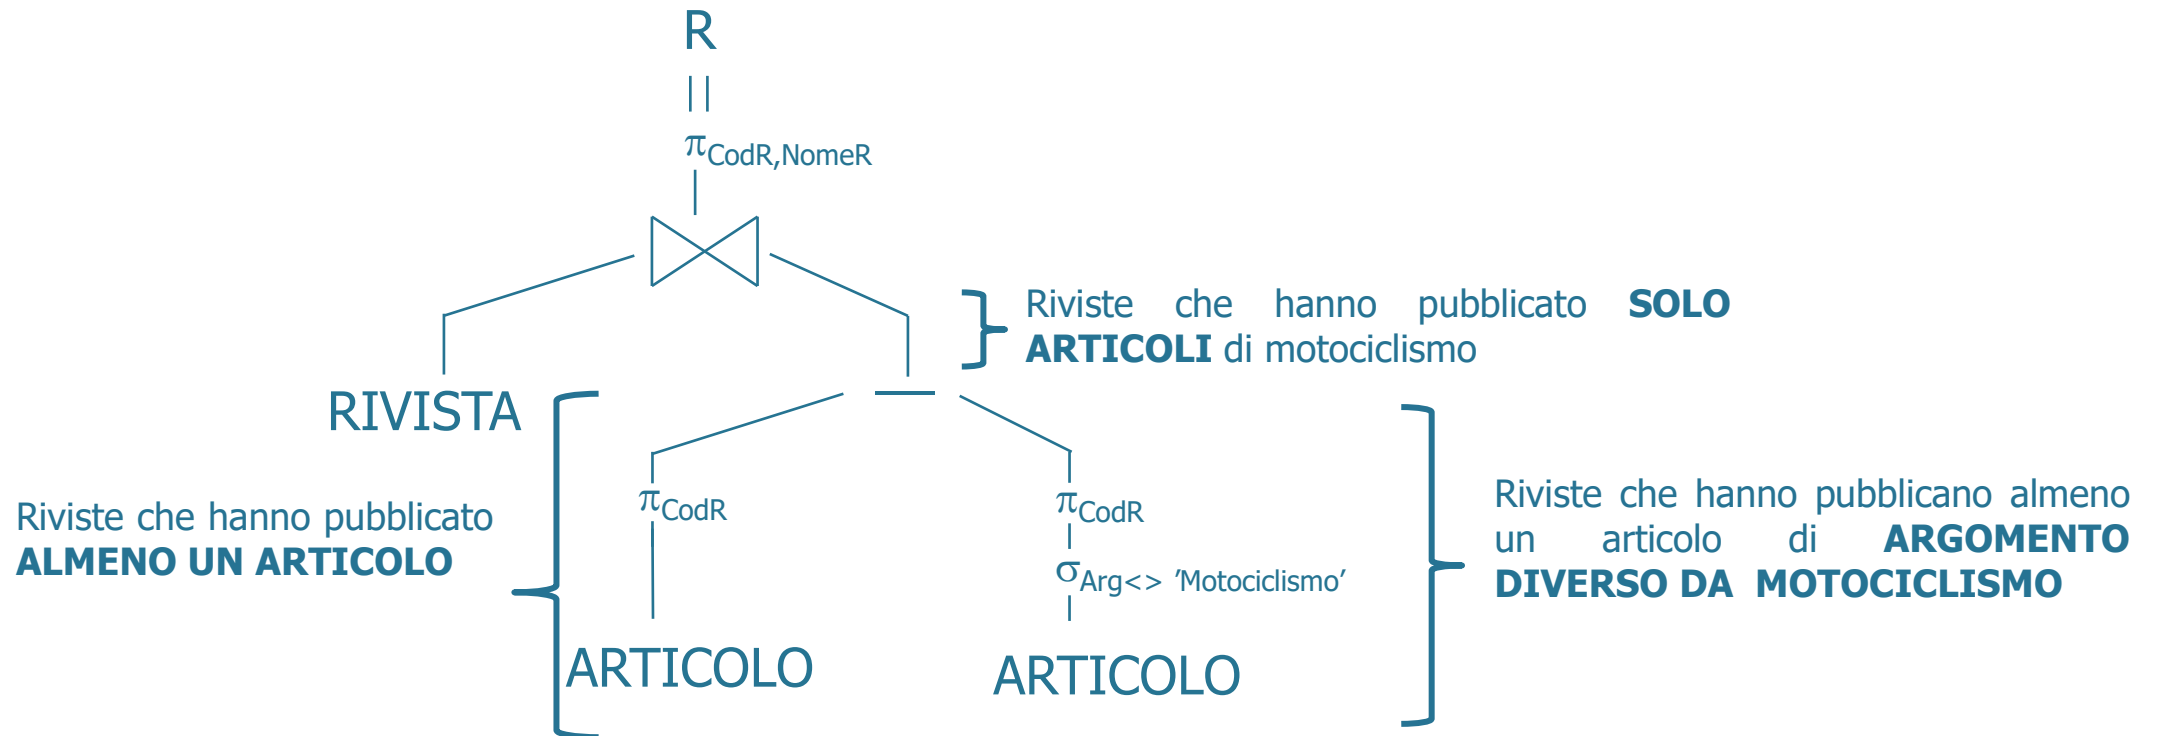 R
||
πCodR,NomeR
Riviste che hanno pubblicato SOLO
ARTICOLI di motociclismo
RIVISTA
Riviste che hanno pubblicato
ALMENO UN ARTICOLO
πCodR
πCodR
σArg<> ′Motociclismo′
ARTICOLO
ARTICOLO
Riviste che hanno pubblicano almeno
un articolo di ARGOMENTO
DIVERSO DA MOTOCICLISMO